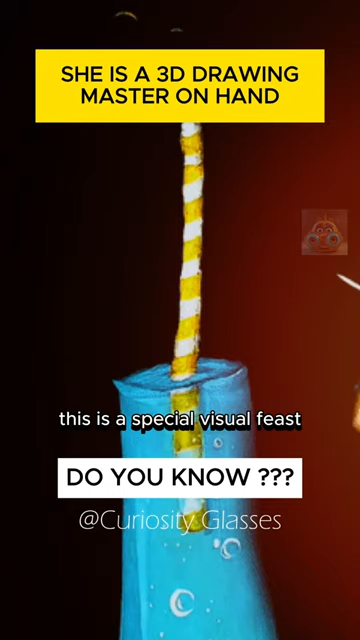 SHE IS A 3D DRAWING
MASTER ON HAND
this is a special visual feast
DO YOU KNOW ???
@Curiosity Glasses